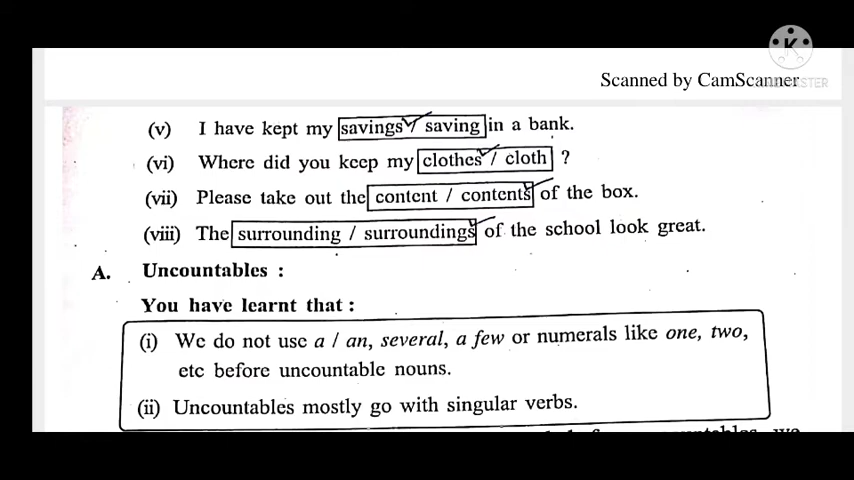 K
Scanned by CamScanner
(v) I have kept my savings / saving in a bank.
(vi) Where did you keep my clothes / cloth ?
(vii) Please take out the content / contents of the box.
(viii) The surrounding / surroundings of the school look great.
A. Uncountables :
You have learnt that :
(i) We do not use a / an, several, a few or numerals like one, two,
etc before uncountable nouns.
(ii) Uncountables mostly go with singular verbs.